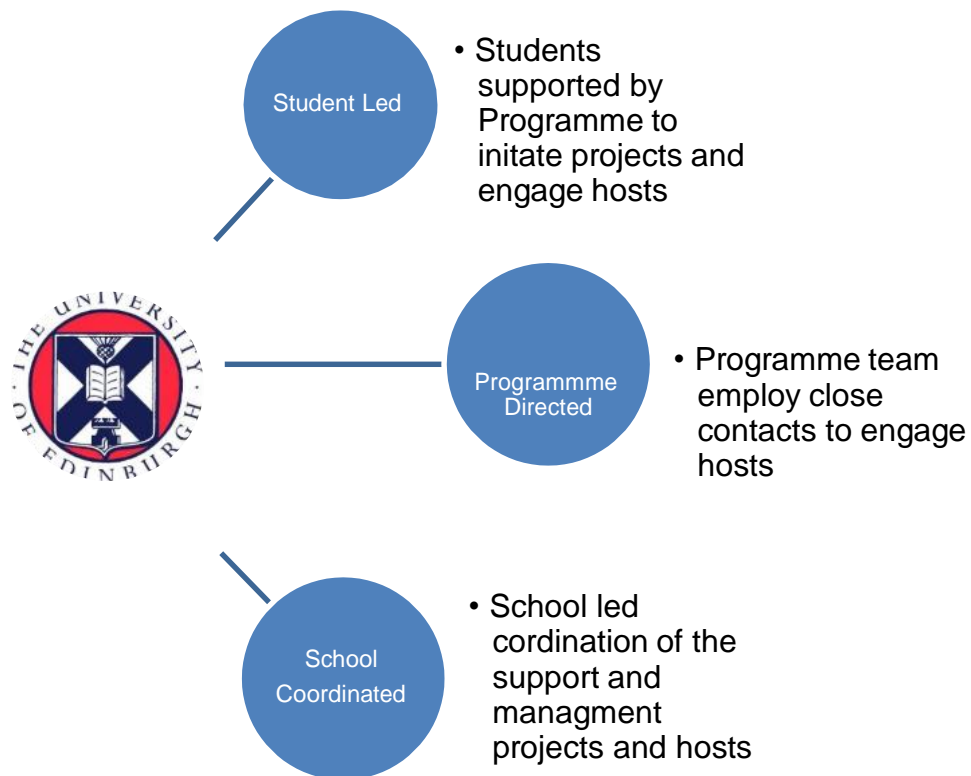 Student Led
• Students
supported by
Programme to
initate projects and
engage hosts
THE UNIVERSITY
· OF EDINBURGH ·
Programmme
Directed
• Programme team
employ close
contacts to engage
hosts
School
Coordinated
• School led
cordination of the
support and
managment
projects and hosts